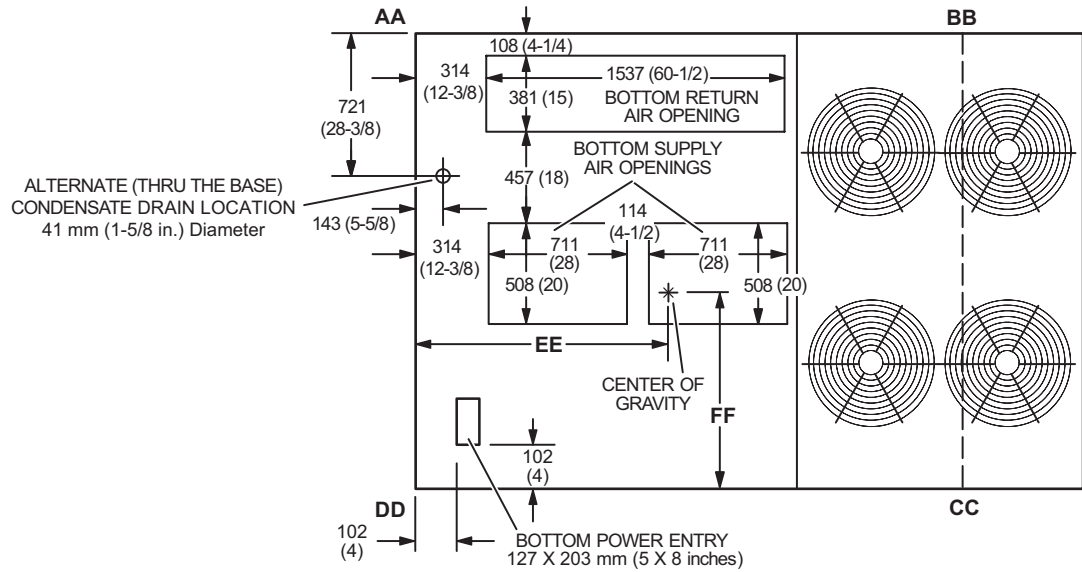 AA
BB
108 (4-1/4)
314
(12-3/8)
1537 (60-1/2)
381 (15)
BOTTOM RETURN
AIR OPENING
721
(28-3/8)
BOTTOM SUPPLY
AIR OPENINGS
457 (18)
ALTERNATE (THRU THE BASE)
CONDENSATE DRAIN LOCATION
41 mm (1-5/8 in.) Diameter
143 (5-5/8)
314
(12-3/8)
114
(4-1/2)
711
(28)
711
(28)
508 (20)
508 (20)
EE
CENTER OF
GRAVITY
FF
102
(4)
DD
CC
102
(4)
BOTTOM POWER ENTRY
127 X 203 mm (5 X 8 inches)